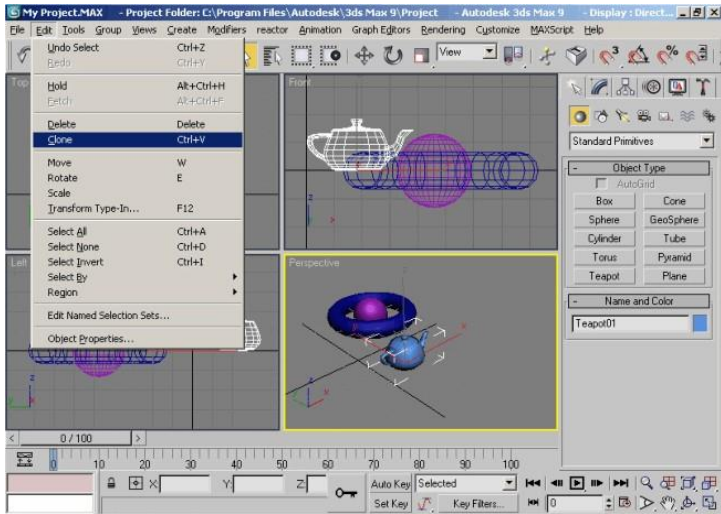 My Project.MAX - Project Folder: C:\Program Files\Autodesk\3ds Max 9\Project - Autodesk 3ds Max 9 - Display : Direct...
File Edit Tools Group Views Create Modifiers reactor Animation Graph Editors Rendering Customize MAXScript Help
Undo Select Ctrl+Z
Redo Ctrl+Y
Hold Alt+Ctrl+H
Fetch Alt+Ctrl+F
Delete Delete
Clone Ctrl+V
Move W
Rotate E
Scale
Transform Type-In... F12
Select All Ctrl+A
Select None Ctrl+D
Select Invert Ctrl+I
Select By
Region
Edit Named Selection Sets...
Object Properties...
View
Top
Front
Left
Perspective
z
x
z
x
z
x
Standard Primitives
- Object Type
AutoGrid
Box Cone
Sphere GeoSphere
Cylinder Tube
Torus Pyramid
Teapot Plane
- Name and Color
Teapot01
< 0 / 100 >
0 10 20 30 40 50 60 70 80 90 100
X: Y: Z: Auto Key Selected
Set Key Key Filters... 0